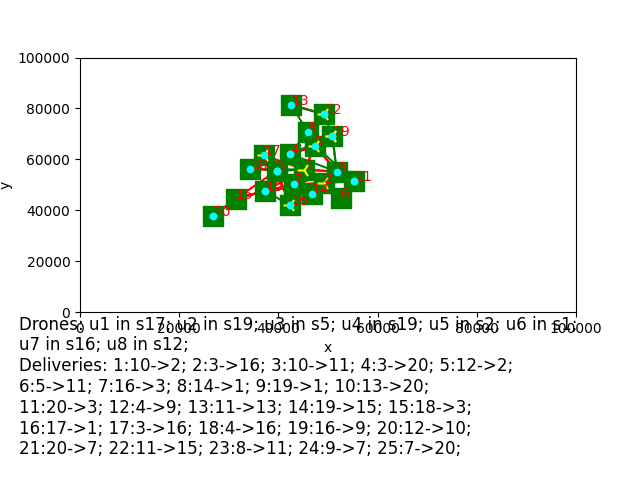 100000
80000
60000
40000
20000
0
y
0 20000 40000 60000 80000 100000
x
Drones: u1 in s17; u2 in s19; u3 in s5; u4 in s19; u5 in s2; u6 in s1;
u7 in s16; u8 in s12;
Deliveries: 1:10->2; 2:3->16; 3:10->11; 4:3->20; 5:12->2;
6:5->11; 7:16->3; 8:14->1; 9:19->1; 10:13->20;
11:20->3; 12:4->9; 13:11->13; 14:19->15; 15:18->3;
16:17->1; 17:3->16; 18:4->16; 19:16->9; 20:12->10;
21:20->7; 22:11->15; 23:8->11; 24:9->7; 25:7->20;